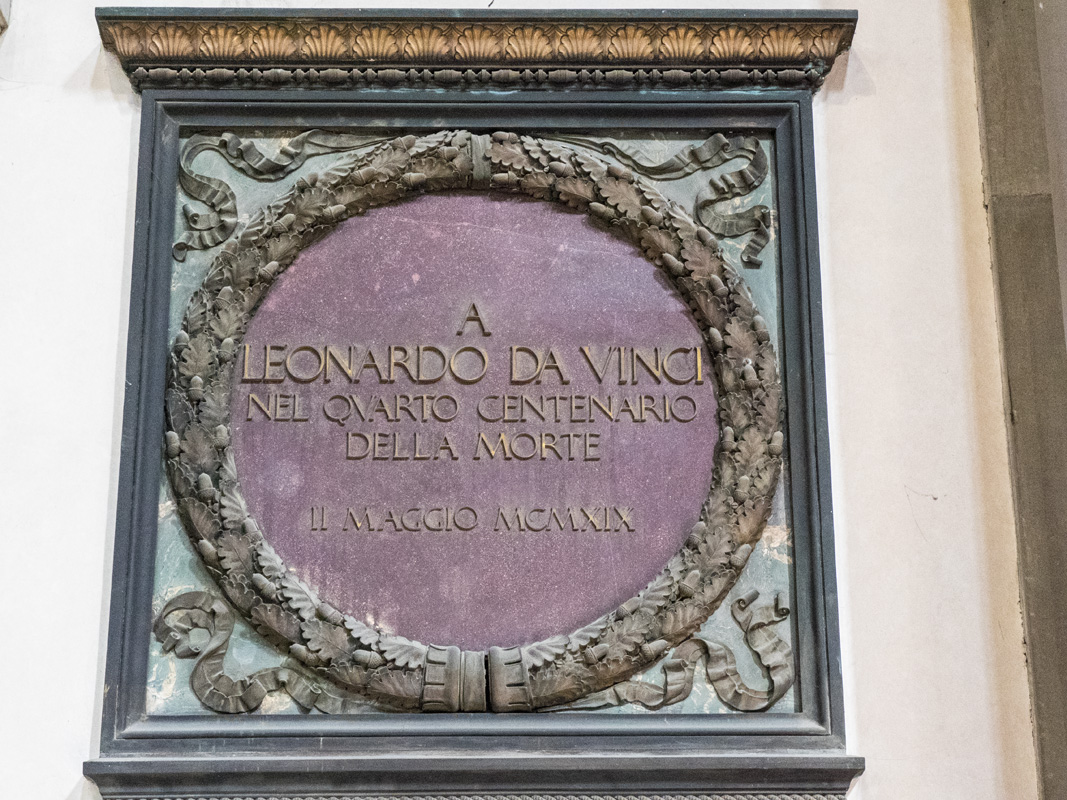 A
LEONARDO DA VINCI
NEL QVARTO CENTENARIO
DELLA MORTE
II MAGGIO MCMXIX